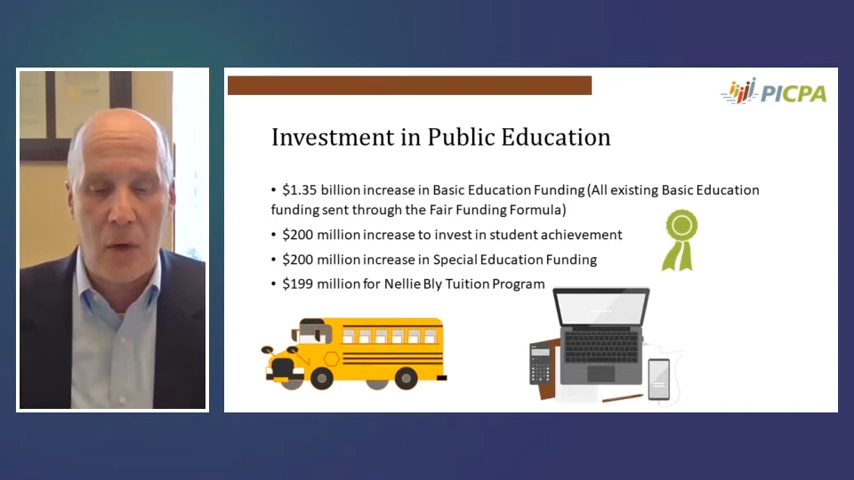 PICPA
Investment in Public Education
• $1.35 billion increase in Basic Education Funding (All existing Basic Education
funding sent through the Fair Funding Formula)
• $200 million increase to invest in student achievement
• $200 million increase in Special Education Funding
• $199 million for Nellie Bly Tuition Program